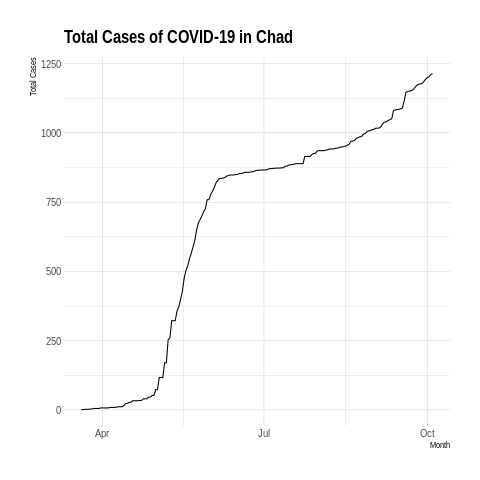 Total Cases of COVID-19 in Chad
Total Cases
1250
1000
750
500
250
0
Apr
Jul
Oct
Month